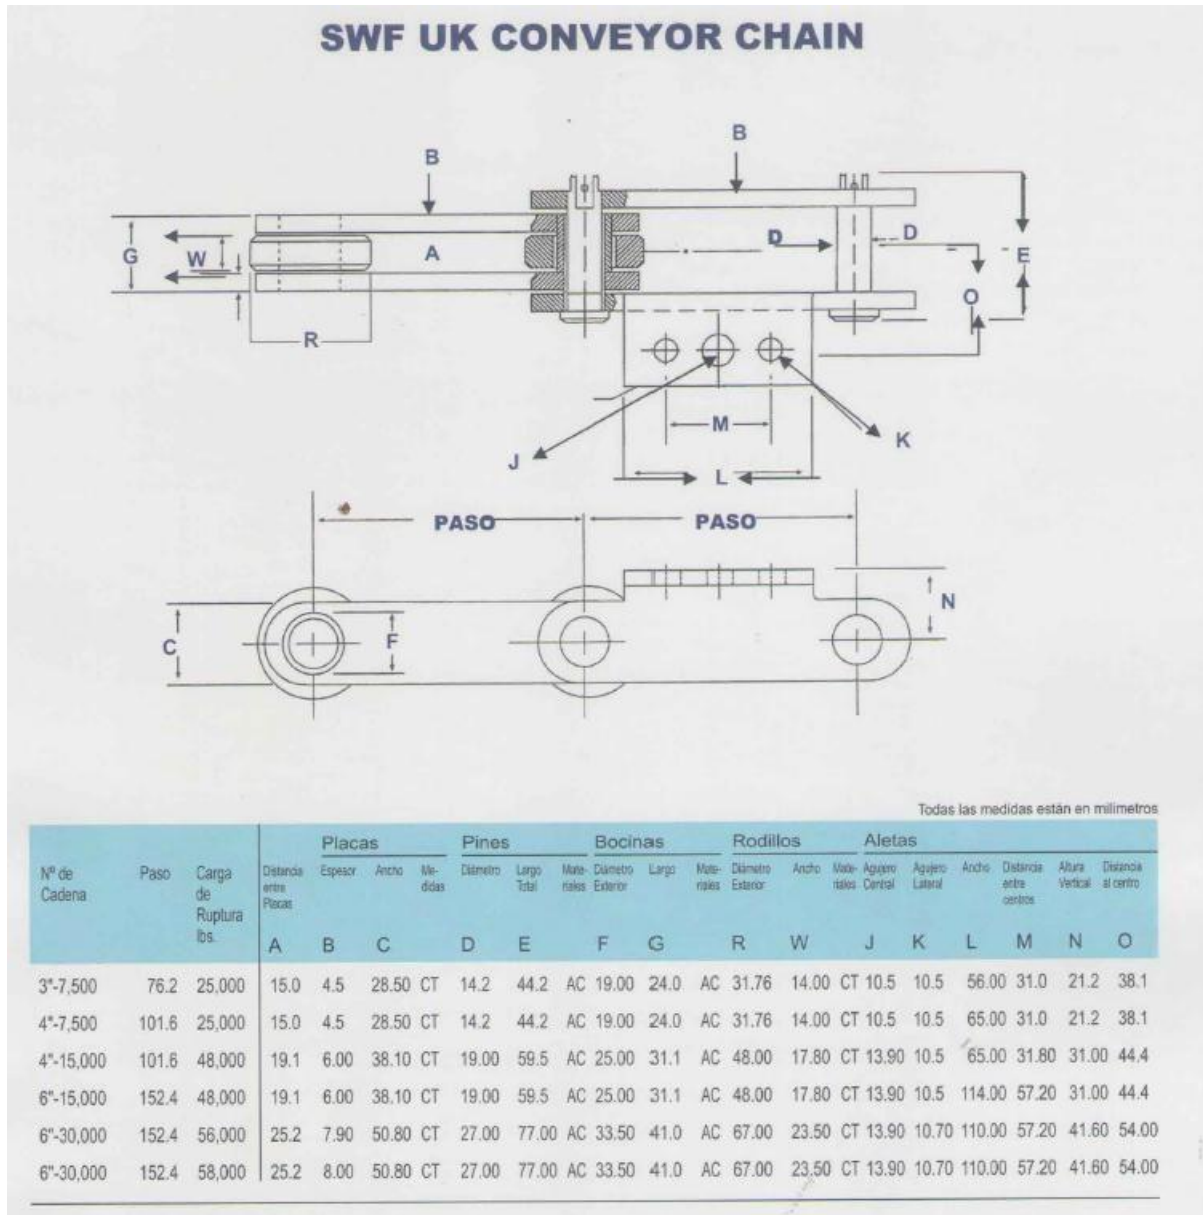 SWF UK CONVEYOR CHAIN
B
B
G
W
A
D
D
E
O
R
M
J
K
L
PASO
PASO
C
F
N
Todas las medidas están en milimetros
Placas Pines Bocinas Rodillos Aletas
Nº de Cadena Paso Carga de Ruptura lbs. Distancia entre Placas Espesor Ancho Me-didas Diámetro Largo Total Mate-riales Diámetro Exterior Largo Mate-riales Diámetro Exterior Ancho Mate-riales Agujero Central Agujero Lateral Ancho Distancia entre centros Altura Vertical Distancia al centro
A B C D E F G R W J K L M N O
3"-7,500 76.2 25,000 15.0 4.5 28.50 CT 14.2 44.2 AC 19.00 24.0 AC 31.76 14.00 CT 10.5 10.5 56.00 31.0 21.2 38.1
4"-7,500 101.6 25,000 15.0 4.5 28.50 CT 14.2 44.2 AC 19.00 24.0 AC 31.76 14.00 CT 10.5 10.5 65.00 31.0 21.2 38.1
4"-15,000 101.6 48,000 19.1 6.00 38.10 CT 19.00 59.5 AC 25.00 31.1 AC 48.00 17.80 CT 13.90 10.5 65.00 31.80 31.00 44.4
6"-15,000 152.4 48,000 19.1 6.00 38.10 CT 19.00 59.5 AC 25.00 31.1 AC 48.00 17.80 CT 13.90 10.5 114.00 57.20 31.00 44.4
6"-30,000 152.4 56,000 25.2 7.90 50.80 CT 27.00 77.00 AC 33.50 41.0 AC 67.00 23.50 CT 13.90 10.70 110.00 57.20 41.60 54.00
6"-30,000 152.4 58,000 25.2 8.00 50.80 CT 27.00 77.00 AC 33.50 41.0 AC 67.00 23.50 CT 13.90 10.70 110.00 57.20 41.60 54.00